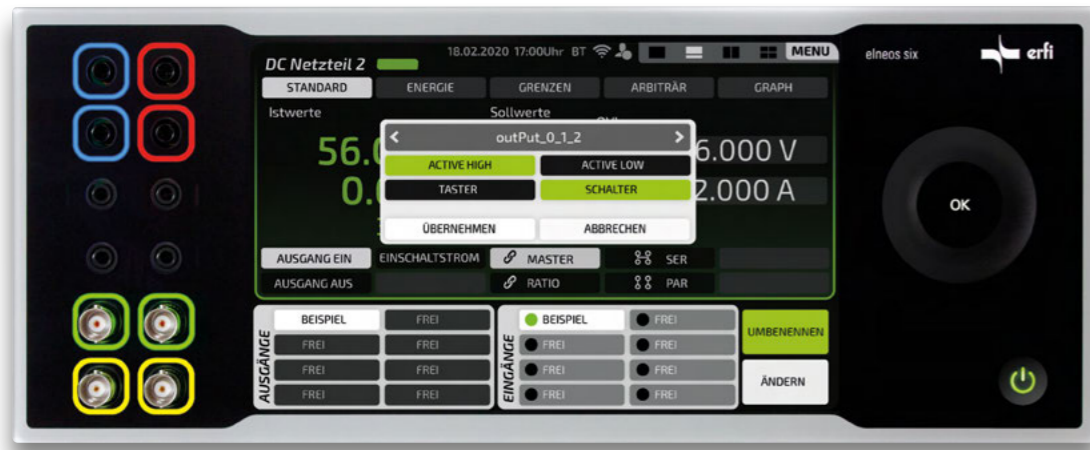 18.02.2020 17:00Uhr BT MENU
DC Netzteil 2
elneos six
erfi
STANDARD ENERGIE GRENZEN ARBITRÄR GRAPH
Istwerte Sollwerte
outPut_0_1_2
ACTIVE HIGH ACTIVE LOW
TASTER SCHALTER
ÜBERNEHMEN ABBRECHEN
56.0
6.000 V
0.
2.000 A
OK
AUSGANG EIN EINSCHALTSTROM MASTER SER
AUSGANG AUS RATIO PAR
AUSGÄNGE
BEISPIEL FREI
FREI FREI
FREI FREI
FREI FREI
EINGÄNGE
BEISPIEL FREI
FREI FREI
FREI FREI
FREI FREI
UMBENENNEN
ÄNDERN